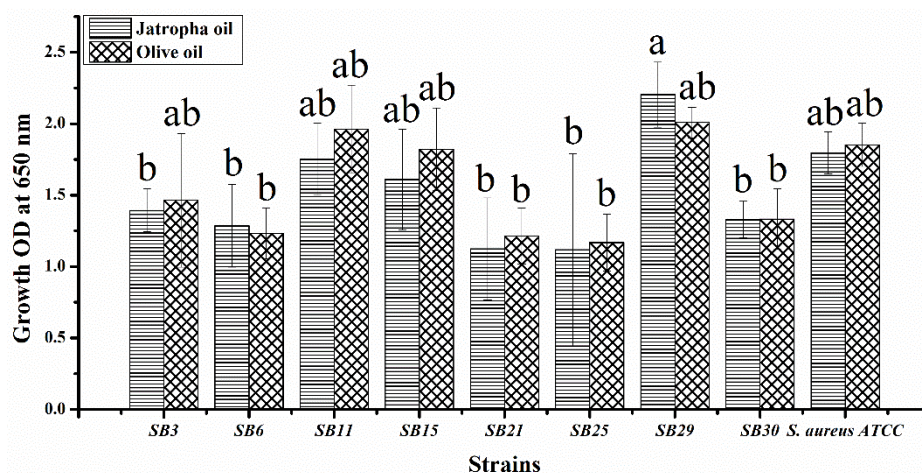 Jatropha oil
Olive oil
Growth OD at 650 nm
2.5
2.0
1.5
1.0
0.5
0.0
b ab b b ab ab ab ab b b b b a ab b b ab ab
SB3 SB6 SB11 SB15 SB21 SB25 SB29 SB30 S. aureus ATCC
Strains